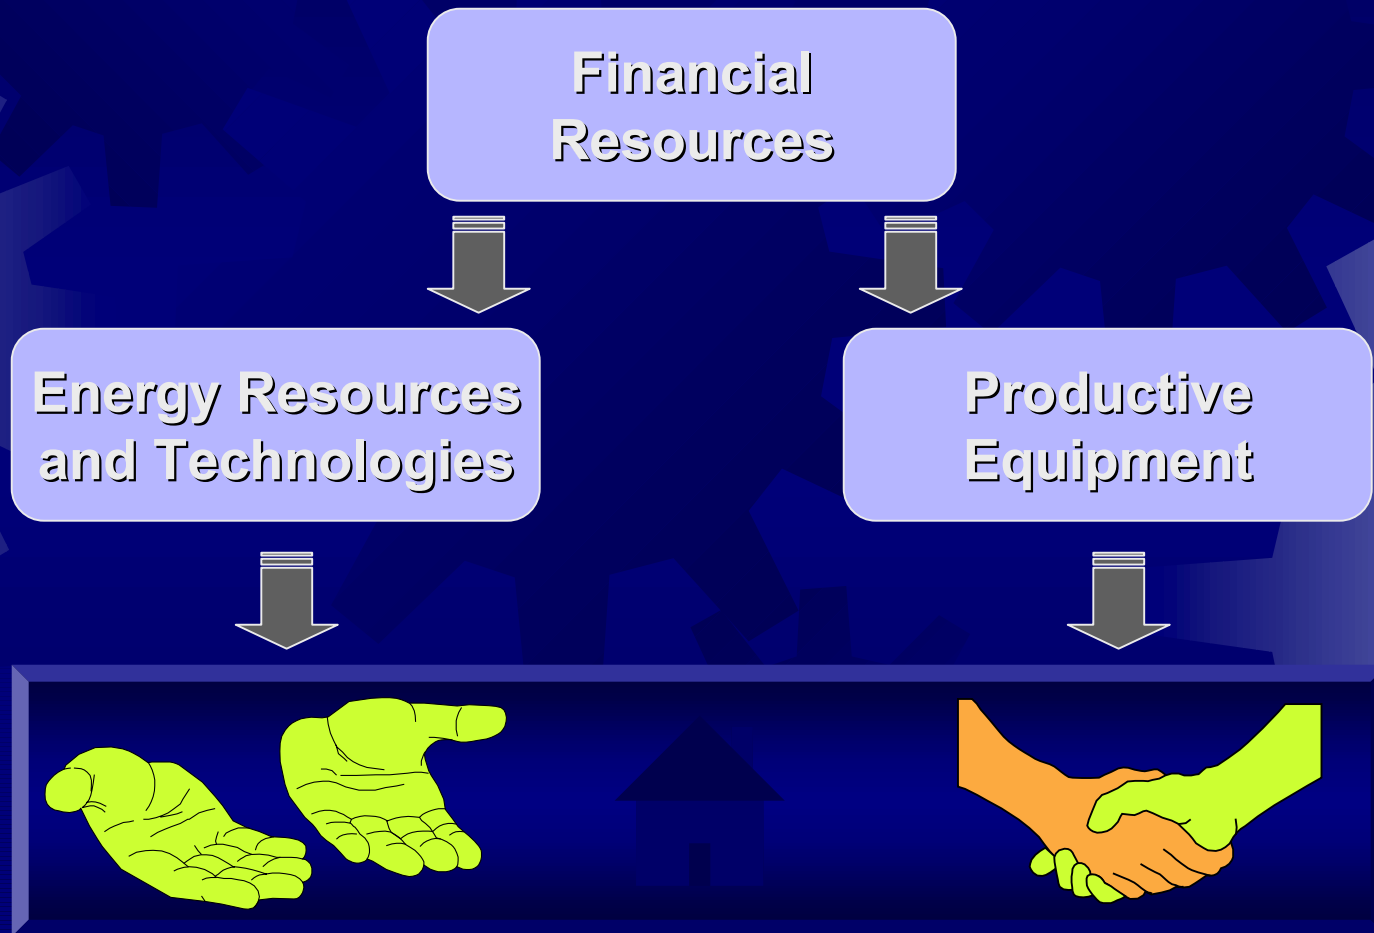 Financial
Resources
Energy Resources
and Technologies
Productive
Equipment